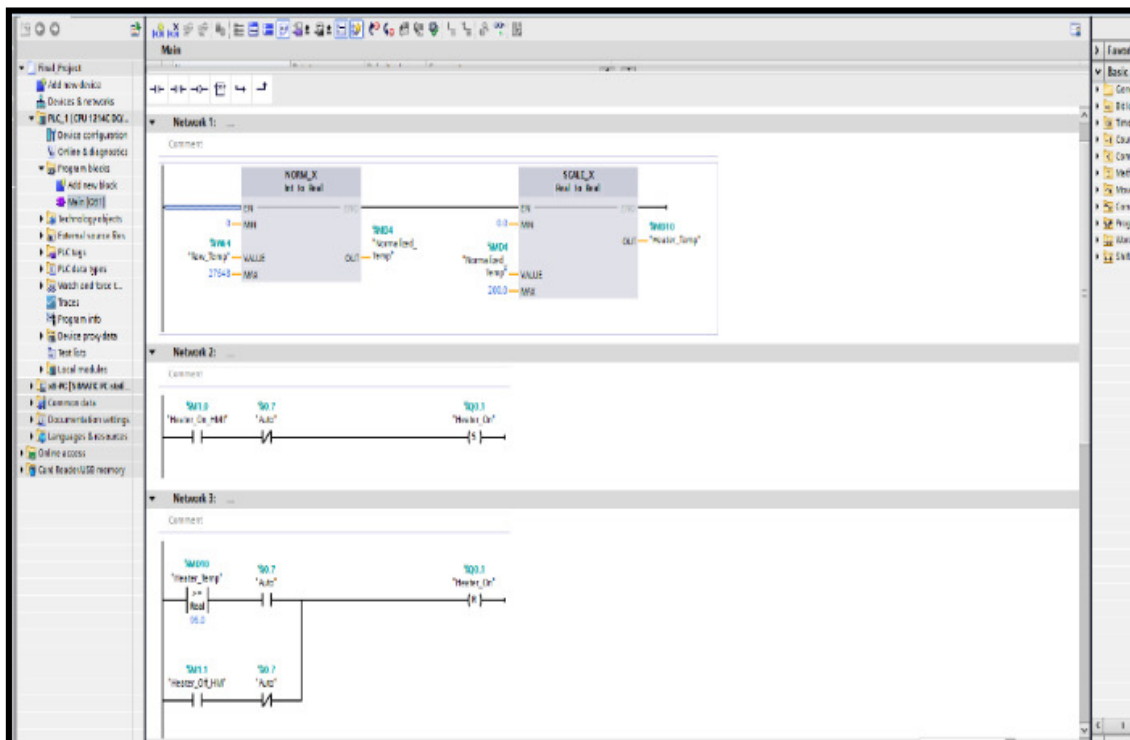 Main
Final_Project
Add new device
Devices & networks
PLC_1 [CPU 1214C DC/...
Device configuration
Online & diagnostics
Program blocks
Add new block
Main [OB1]
Technology objects
External source files
PLC tags
PLC data types
Watch and force t...
Traces
Program info
Device proxy data
Text lists
Local modules
Common data
Documentation settings
Languages & resources
Online access
Card Reader/USB memory
Network 1: ...
Comment
NORM_X
Int to Real
EN
ENO
0
MIN
"Raw_Temp"
VALUE
27648
MAX
OUT
%MD4
"Normalized_
Temp"
SCALE_X
Real to Real
EN
ENO
0.0
MIN
%MD4
"Normalized_
Temp"
VALUE
200.0
MAX
OUT
%MD10
"Heater_Temp"
Network 2: ...
Comment
%M1.0
"Heater_On_HMI"
%I0.7
"Auto"
%Q0.1
"Heater_On"
S
Network 3: ...
Comment
%MD10
"Heater_Temp"
>=
Real
%I0.7
"Auto"
%Q0.1
"Heater_On"
R
%M1.1
"Heater_Off_HMI"
%I0.7
"Auto"
Basic